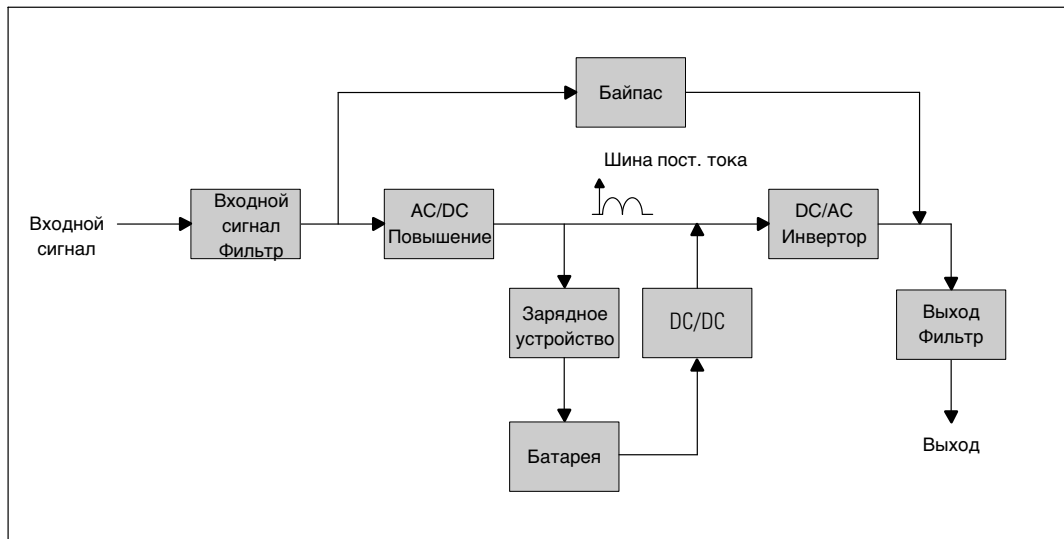 Байпас
Шина пост. тока
Входной
сигнал
Входной
сигнал
Фильтр
AC/DC
Повышение
DC/AC
Инвертор
Зарядное
устройство
DC/DC
Выход
Фильтр
Батарея
Выход